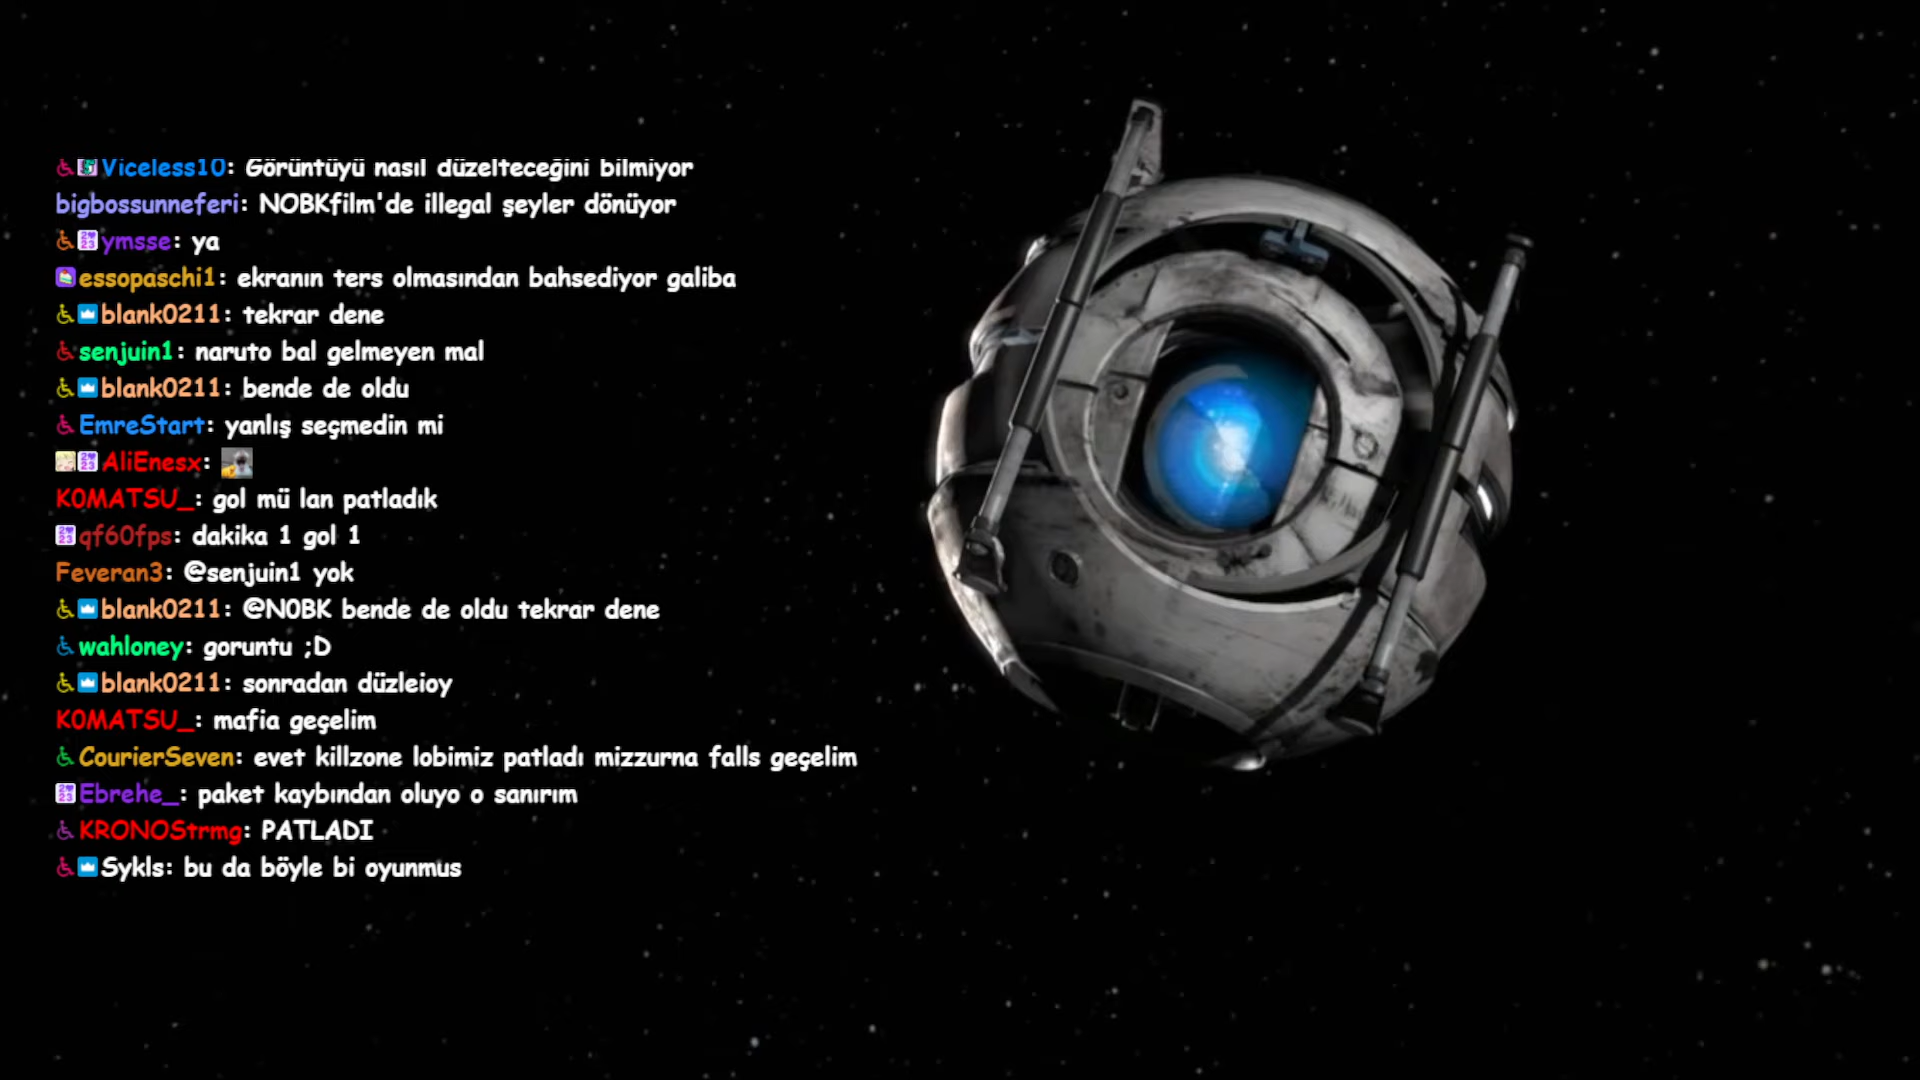 Viceless10: Görüntüyü nasıl düzelteceğini bilmiyor
bigbossunneferi: NOBKfilm'de illegal şeyler dönüyor
ymsse: ya
essopaschi1: ekranın ters olmasından bahsediyor galiba
blank0211: tekrar dene
senjuin1: naruto bal gelmeyen mal
blank0211: bende de oldu
EmreStart: yanlış seçmedin mi
AliEnesx:
K0MATSU_: gol mü lan patladık
qf60fps: dakika 1 gol 1
Feveran3: @senjuin1 yok
blank0211: @N0BK bende de oldu tekrar dene
wahloney: goruntu ;D
blank0211: sonradan düzleioy
K0MATSU_: mafia geçelim
CourierSeven: evet killzone lobimiz patladı mizzurna falls geçelim
Ebrehe_: paket kaybından oluyo o sanırım
KRONOStrmg: PATLADI
Sykls: bu da böyle bi oyunmus